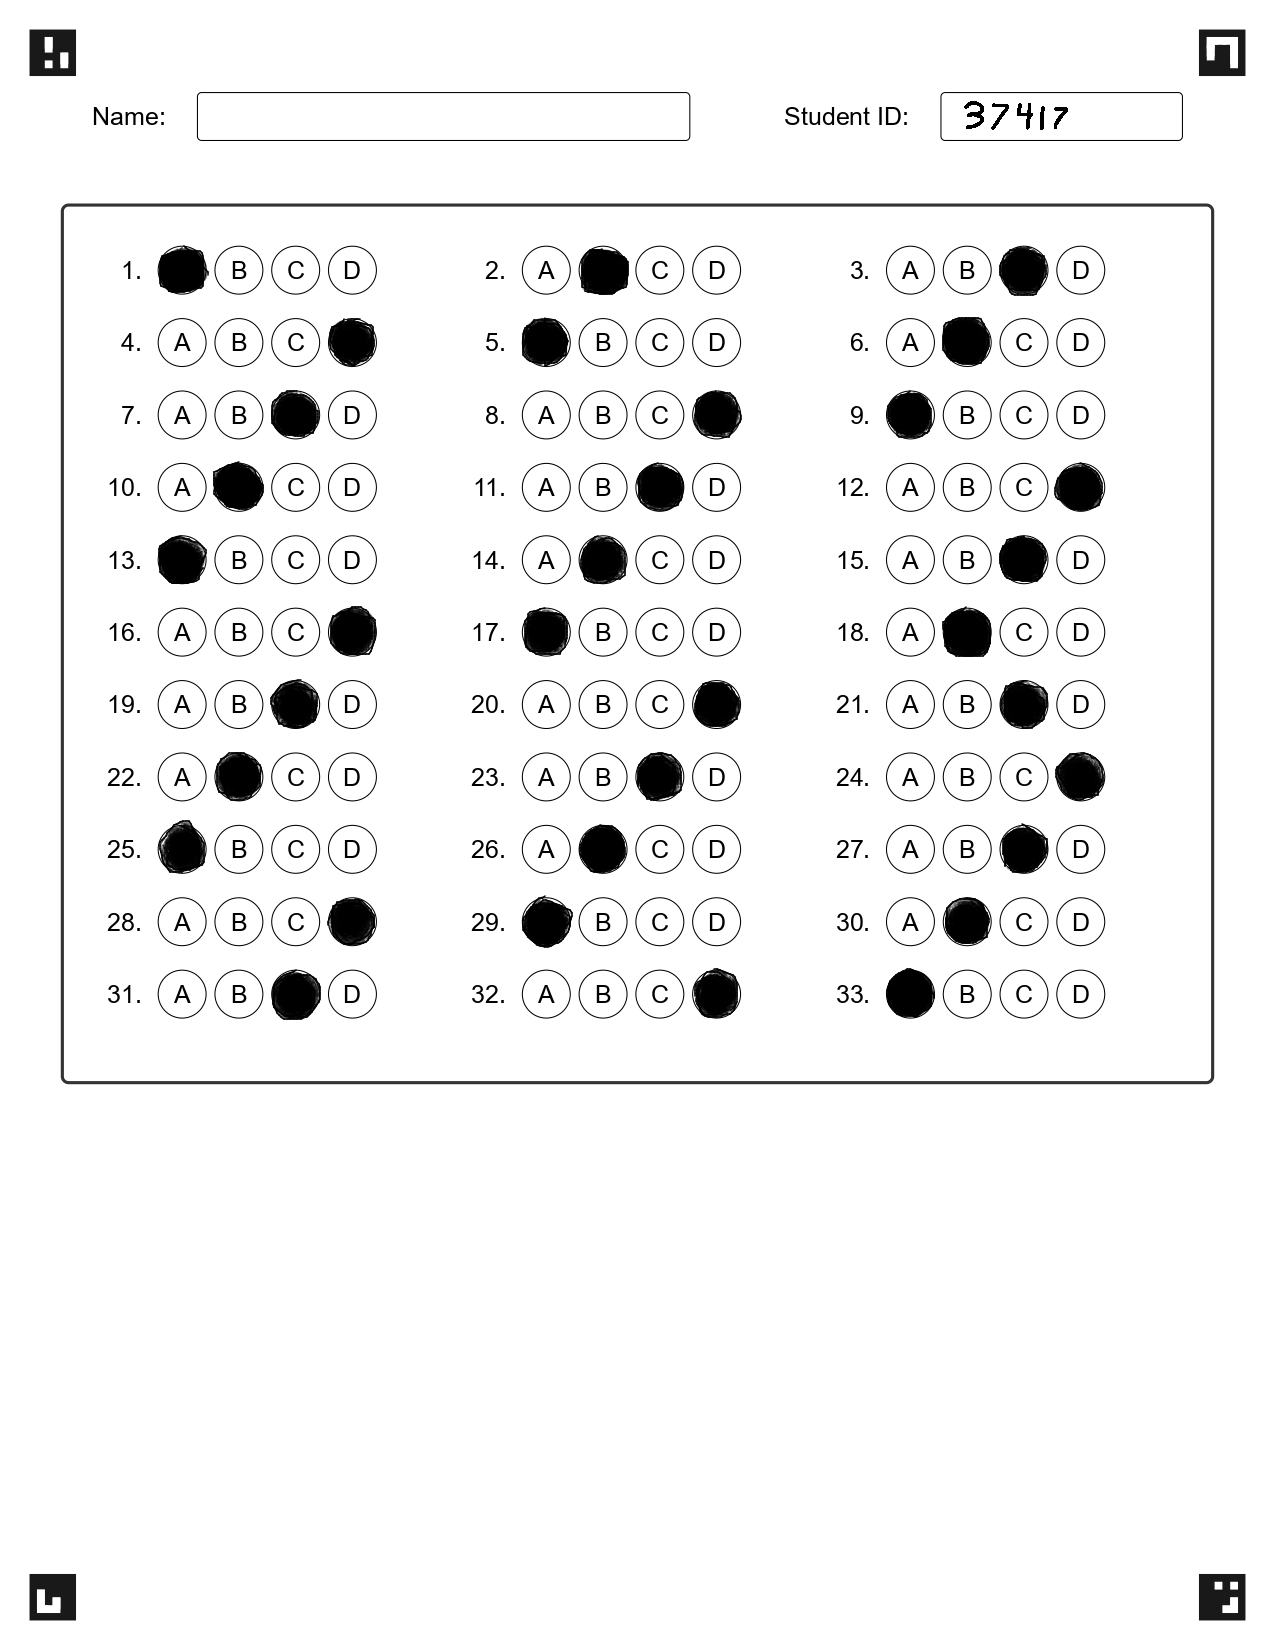 Name: Student ID: 37417
1. B C D 2. A C D 3. A B D
4. A B C 5. B C D 6. A C D
7. A B D 8. A B C 9. B C D
10. A C D 11. A B D 12. A B C
13. B C D 14. A C D 15. A B D
16. A B C 17. B C D 18. A C D
19. A B D 20. A B C 21. A B D
22. A C D 23. A B D 24. A B C
25. B C D 26. A C D 27. A B D
28. A B C 29. B C D 30. A C D
31. A B D 32. A B C 33. B C D